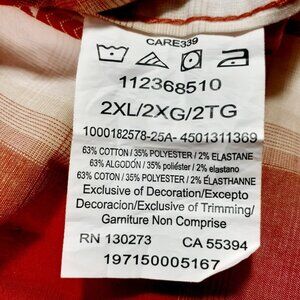 CARE339
112368510
2XL/2XG/2TG
1000182578-25A- 4501311369
63% COTTON / 35% POLYESTER / 2% ELASTANE
63% ALGODÓN / 35% poliéster / 2% elastano
63% COTON / 35% POLYESTER / 2% ÉLASTHANNE
Exclusive of Decoration/Excepto
Decoracion/Exclusive of Trimming/
Garniture Non Comprise
RN 130273 CA 55394
197150005167